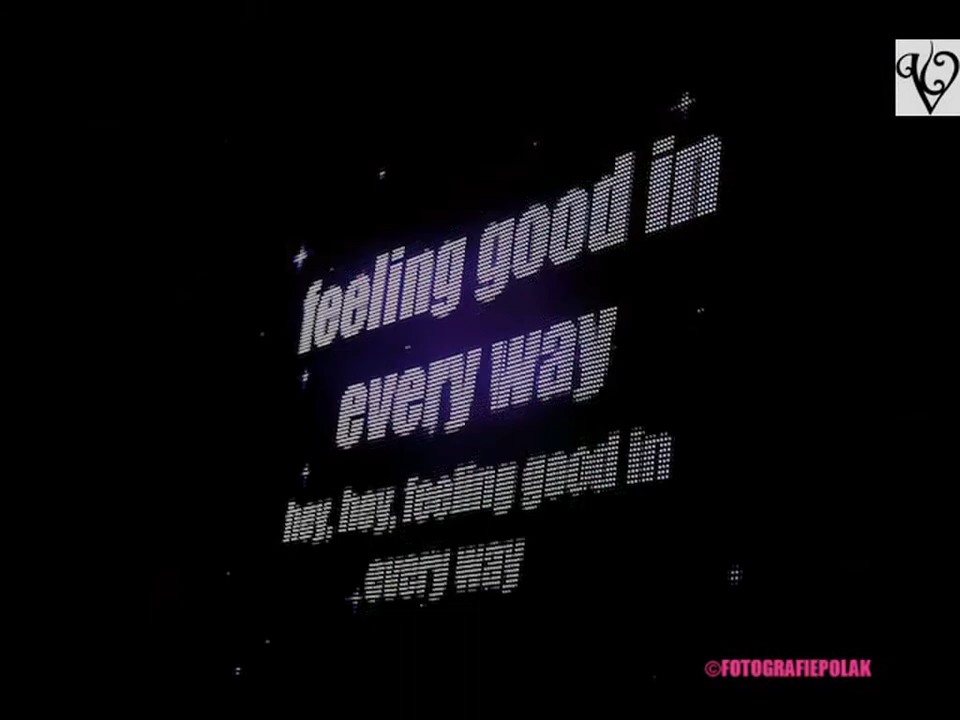 feeling good in
every way
hey, hey, feeling good in
every way
©FOTOGRAFIEPOLAK